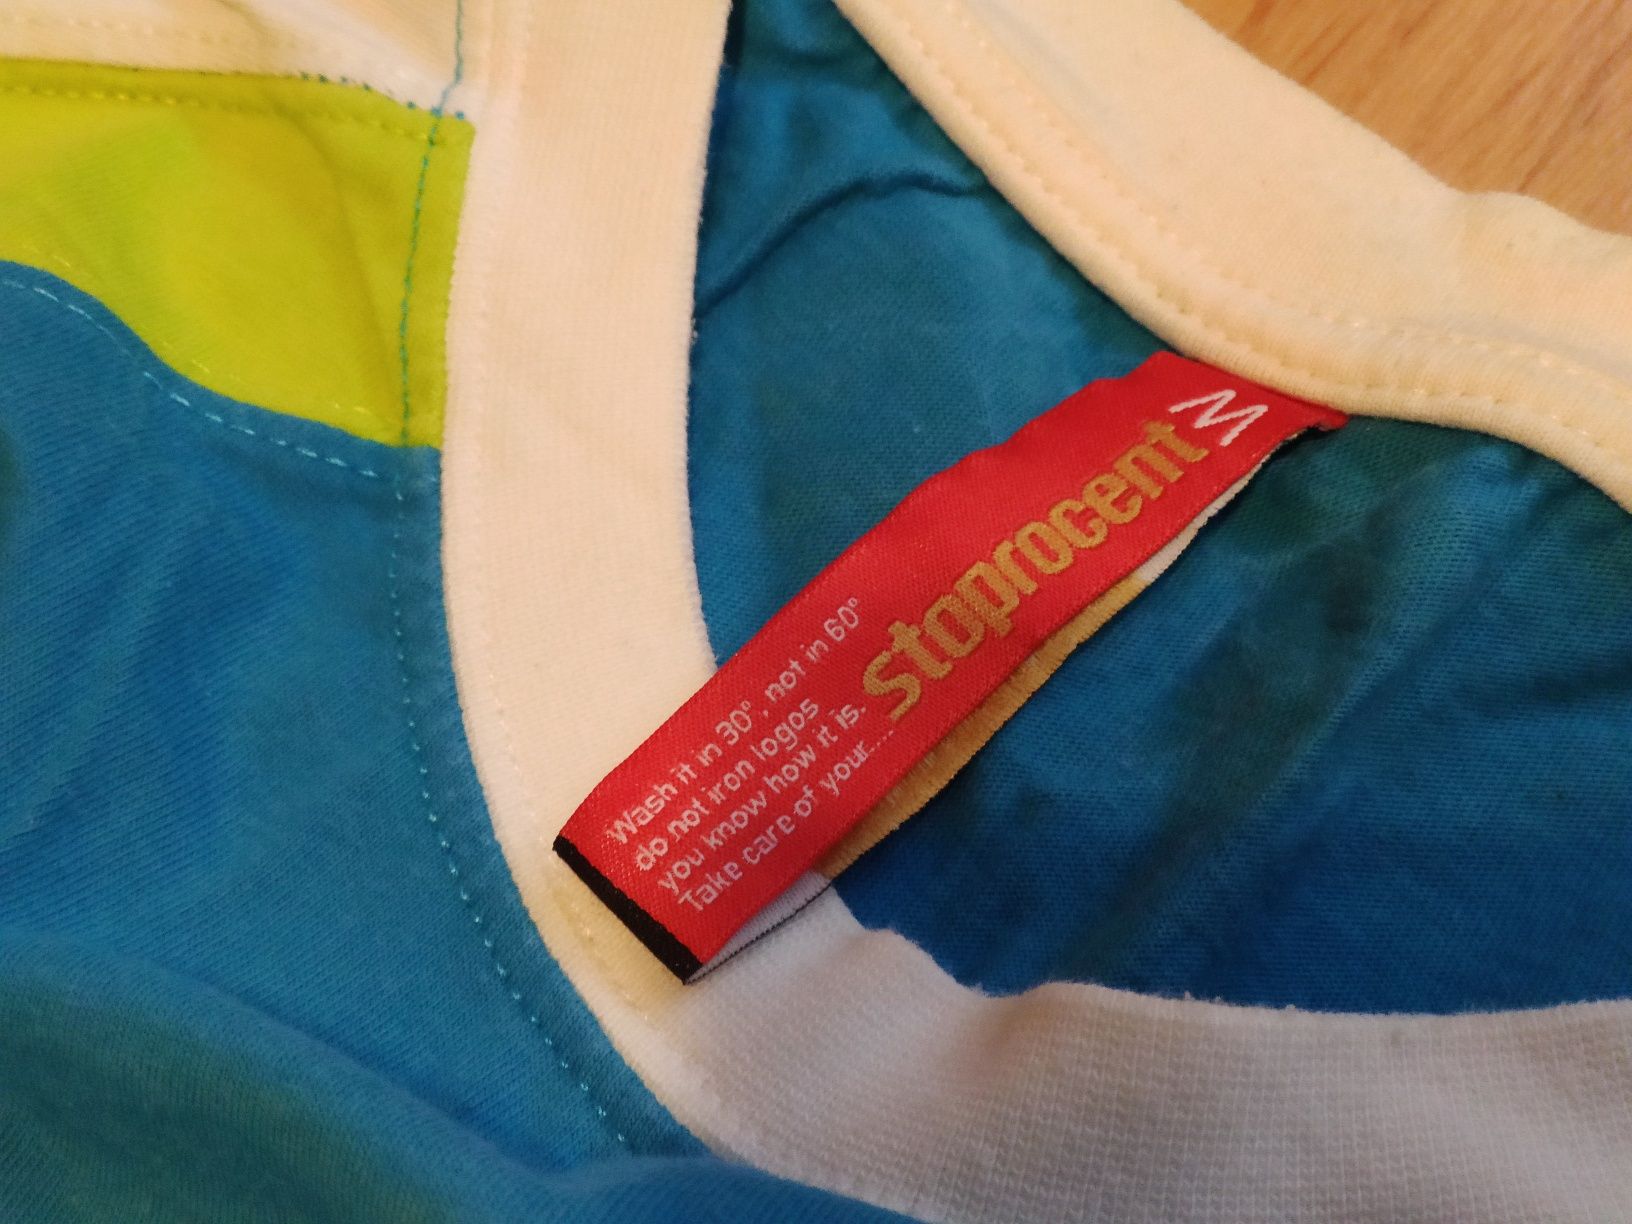 M
stoprocent
Wash it in 30°, not in 60°
do not iron logos
you know how it is.
Take care of your....